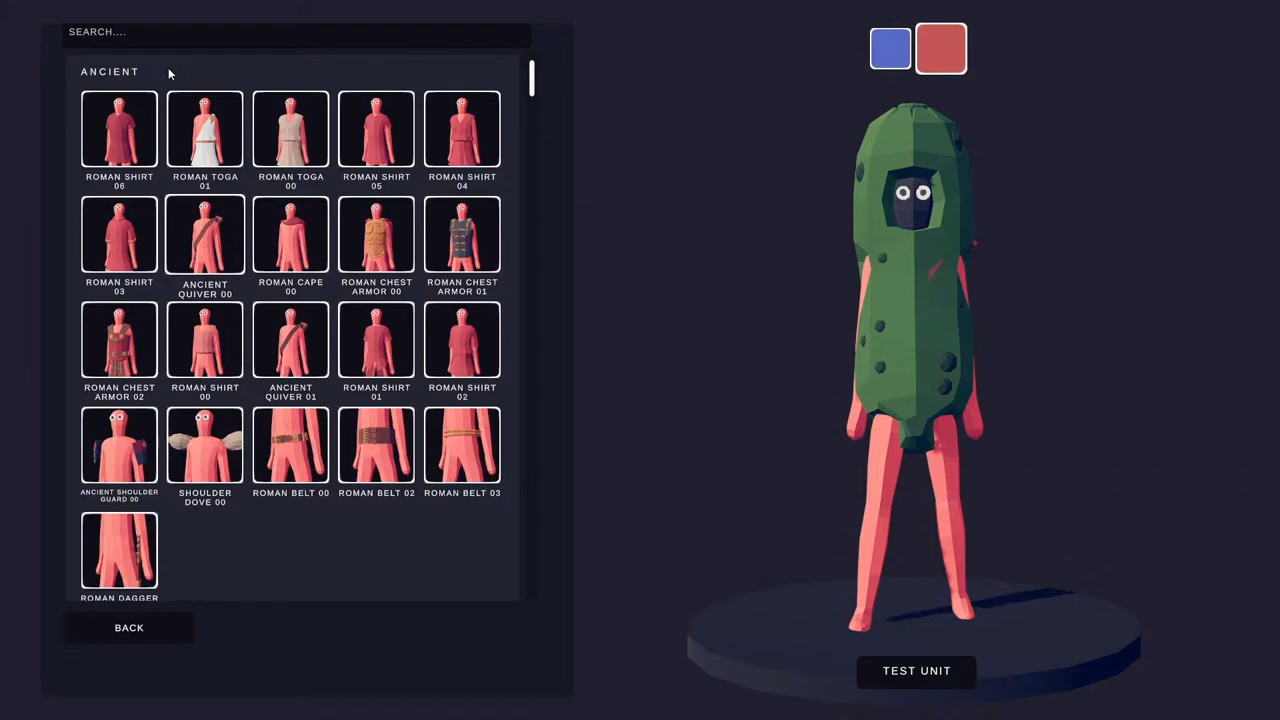 SEARCH....
ANCIENT
ROMAN SHIRT
06
ROMAN TOGA
01
ROMAN TOGA
00
ROMAN SHIRT
05
ROMAN SHIRT
04
ROMAN SHIRT
03
ANCIENT
QUIVER 00
ROMAN CAPE
00
ROMAN CHEST
ARMOR 00
ROMAN CHEST
ARMOR 01
ROMAN CHEST
ARMOR 02
ROMAN SHIRT
00
ANCIENT
QUIVER 01
ROMAN SHIRT
01
ROMAN SHIRT
02
ANCIENT SHOULDER
GUARD 00
SHOULDER
DOVE 00
ROMAN BELT 00
ROMAN BELT 02
ROMAN BELT 03
ROMAN DAGGER
BACK
TEST UNIT